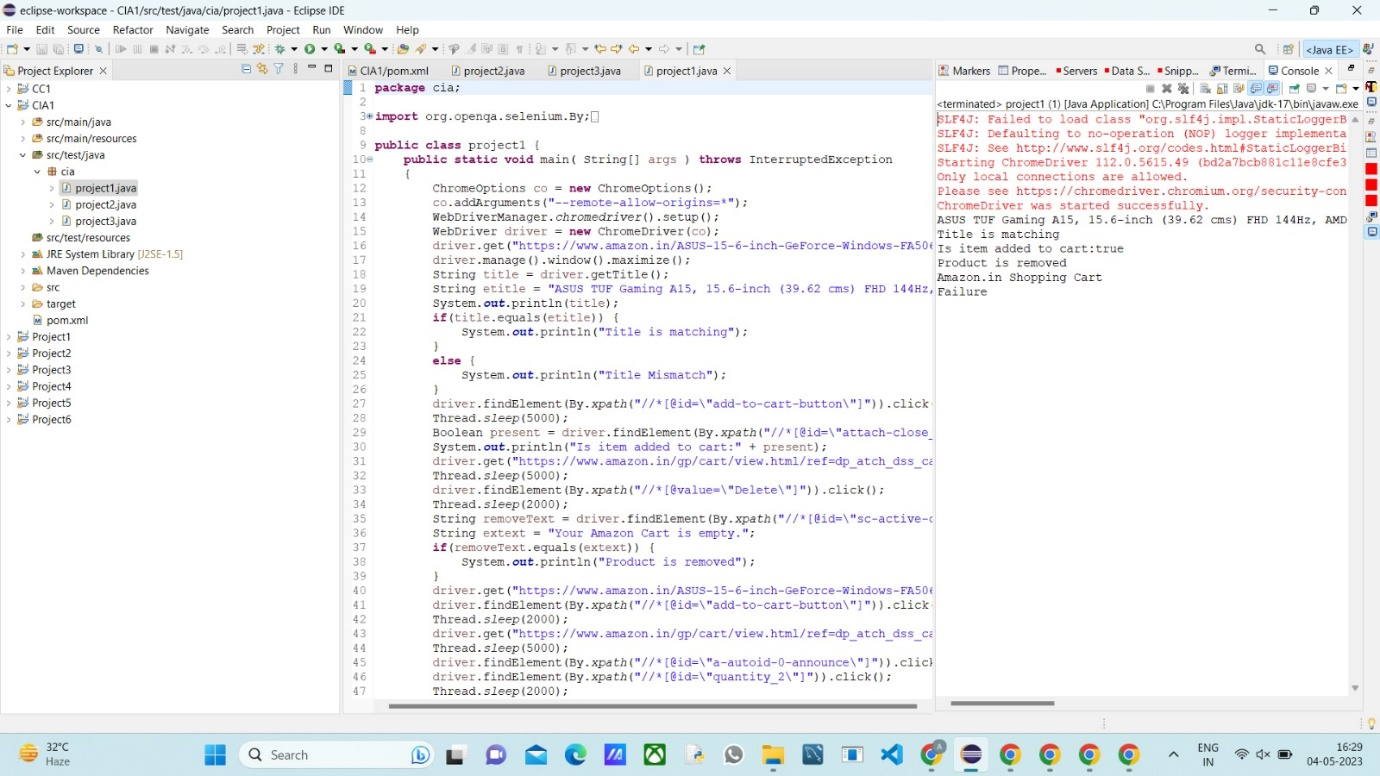 eclipse-workspace - CIA1/src/test/java/cia/project1.java - Eclipse IDE
File Edit Source Refactor Navigate Search Project Run Window Help
<Java EE>
Project Explorer
CC1
CIA1
src/main/java
src/main/resources
src/test/java
cia
project1.java
project2.java
project3.java
src/test/resources
JRE System Library [J2SE-1.5]
Maven Dependencies
src
target
pom.xml
Project1
Project2
Project3
Project4
Project5
Project6
CIA1/pom.xml project2.java project3.java project1.java
1 package cia;
2
3 import org.openqa.selenium.By;
8
9 public class project1 {
10 public static void main( String[] args ) throws InterruptedException
11 {
12 ChromeOptions co = new ChromeOptions();
13 co.addArguments("--remote-allow-origins=*");
14 WebDriverManager.chromedriver().setup();
15 WebDriver driver = new ChromeDriver(co);
16 driver.get("https://www.amazon.in/ASUS-15-6-inch-GeForce-Windows-FA506
17 driver.manage().window().maximize();
18 String title = driver.getTitle();
19 String etitle = "ASUS TUF Gaming A15, 15.6-inch (39.62 cms) FHD 144Hz,
20 System.out.println(title);
21 if(title.equals(etitle)) {
22 System.out.println("Title is matching");
23 }
24 else {
25 System.out.println("Title Mismatch");
26 }
27 driver.findElement(By.xpath("//*[@id=\"add-to-cart-button\"]")).click(
28 Thread.sleep(5000);
29 Boolean present = driver.findElement(By.xpath("//*[@id=\"attach-close_
30 System.out.println("Is item added to cart:" + present);
31 driver.get("https://www.amazon.in/gp/cart/view.html/ref=dp_atch_dss_ca
32 Thread.sleep(5000);
33 driver.findElement(By.xpath("//*[@value=\"Delete\"]")).click();
34 Thread.sleep(2000);
35 String removeText = driver.findElement(By.xpath("//*[@id=\"sc-active-c
36 String extext = "Your Amazon Cart is empty.";
37 if(removeText.equals(extext)) {
38 System.out.println("Product is removed");
39 }
40 driver.get("https://www.amazon.in/ASUS-15-6-inch-GeForce-Windows-FA506
41 driver.findElement(By.xpath("//*[@id=\"add-to-cart-button\"]")).click(
42 Thread.sleep(2000);
43 driver.get("https://www.amazon.in/gp/cart/view.html/ref=dp_atch_dss_ca
44 Thread.sleep(5000);
45 driver.findElement(By.xpath("//*[@id=\"a-autoid-0-announce\"]")).click
46 driver.findElement(By.xpath("//*[@id=\"quantity_2\"]")).click();
47 Thread.sleep(2000);
Markers Prope... Servers Data S... Snipp... Termi... Console
<terminated> project1 (1) [Java Application] C:\Program Files\Java\jdk-17\bin\javaw.exe
SLF4J: Failed to load class "org.slf4j.impl.StaticLoggerB
SLF4J: Defaulting to no-operation (NOP) logger implementa
SLF4J: See http://www.slf4j.org/codes.html#StaticLoggerBi
Starting ChromeDriver 112.0.5615.49 (bd2a7bcb881c11e8cfe3
Only local connections are allowed.
Please see https://chromedriver.chromium.org/security-con
ChromeDriver was started successfully.
ASUS TUF Gaming A15, 15.6-inch (39.62 cms) FHD 144Hz, AMD
Title is matching
Is item added to cart:true
Product is removed
Amazon.in Shopping Cart
Failure
32°C
Haze
Search
ENG
IN
16:29
04-05-2023